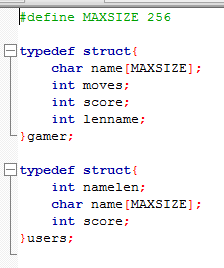 #define MAXSIZE 256
typedef struct{
char name[MAXSIZE];
int moves;
int score;
int lenname;
}gamer;
typedef struct{
int namelen;
char name[MAXSIZE];
int score;
}users;